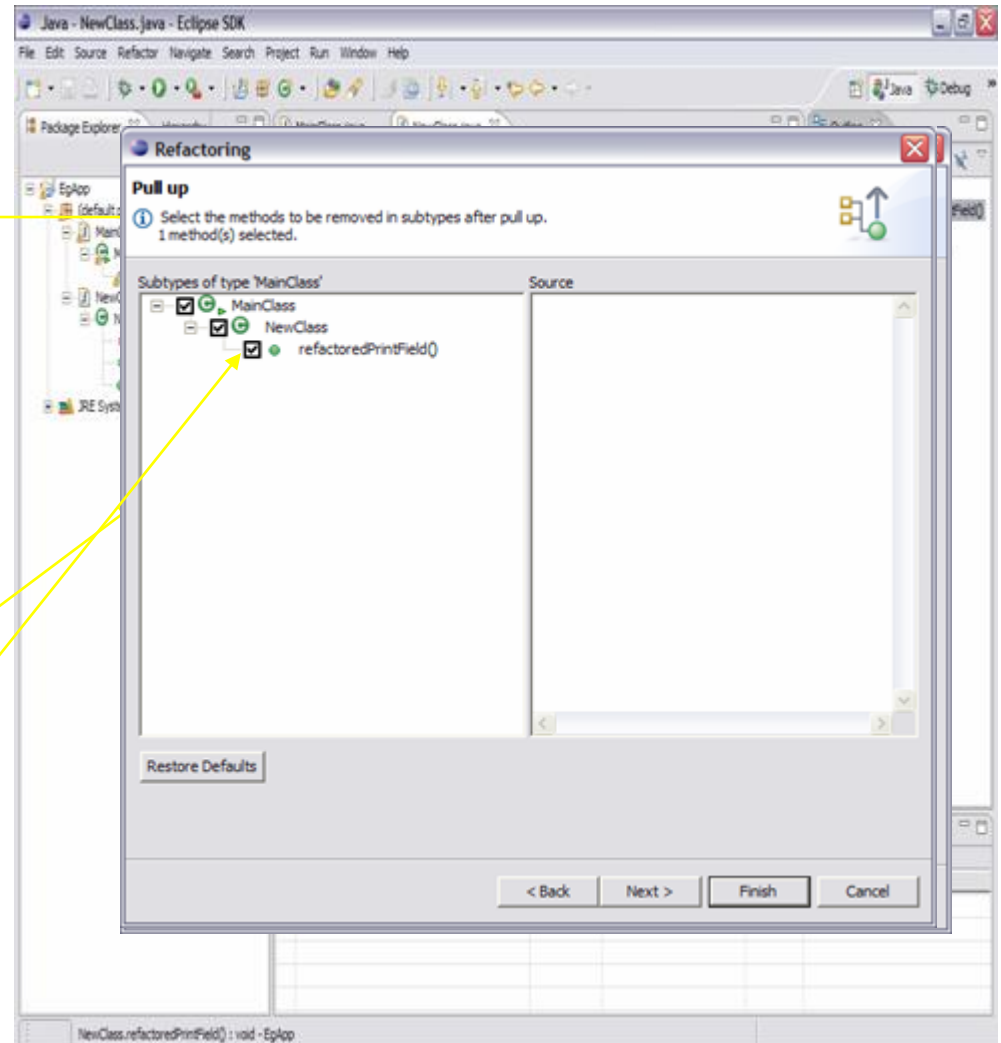 Java - NewClass.java - Eclipse SDK
File Edit Source Refactor Navigate Search Project Run Window Help
Java Debug
Package Explorer
Refactoring
Pull up
Select the methods to be removed in subtypes after pull up.
1 method(s) selected.
EpApp
(default
JRE Syst
Subtypes of type 'MainClass'
Source
MainClass
NewClass
refactoredPrintField()
Restore Defaults
< Back Next > Finish Cancel
NewClass.refactoredPrintField() : void - EpApp